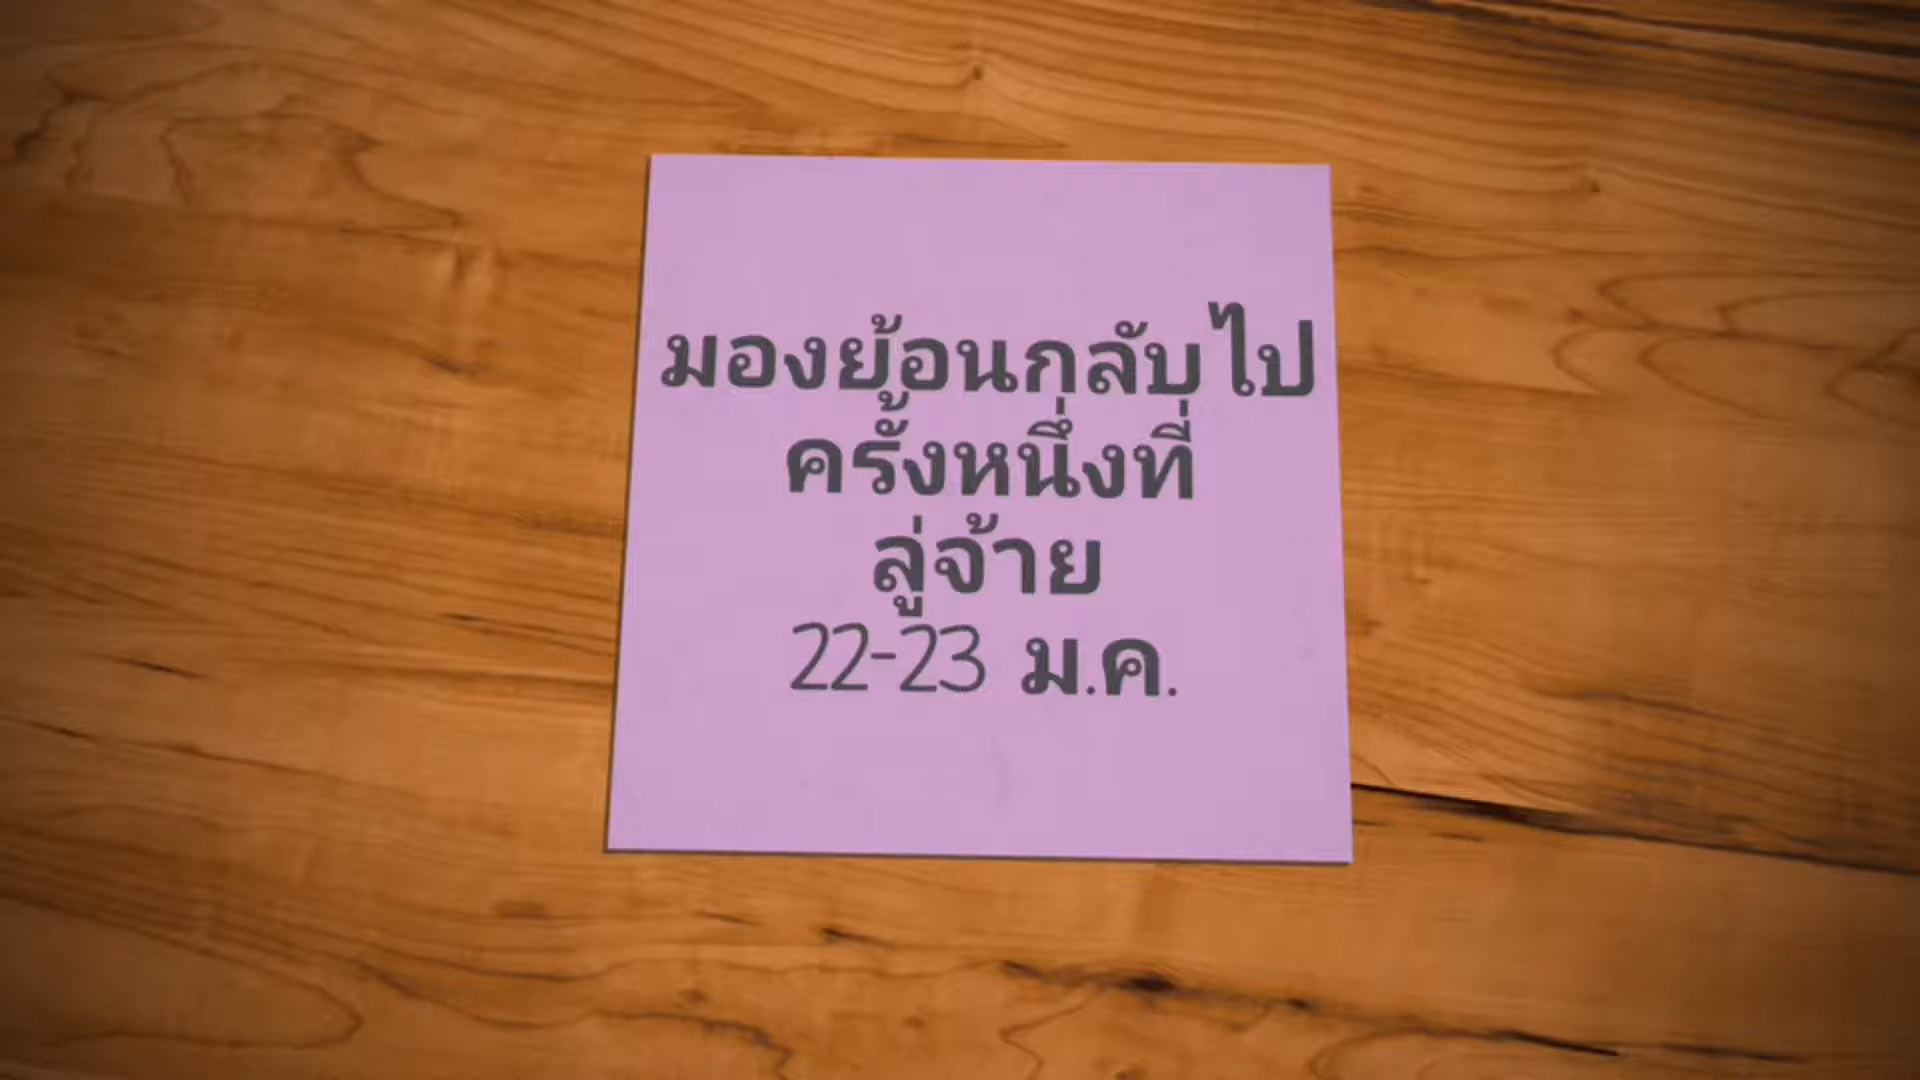 มองย้อนกลับไป
ครั้งหนึ่งที่
ลู่จ้าย
22-23 ม.ค.